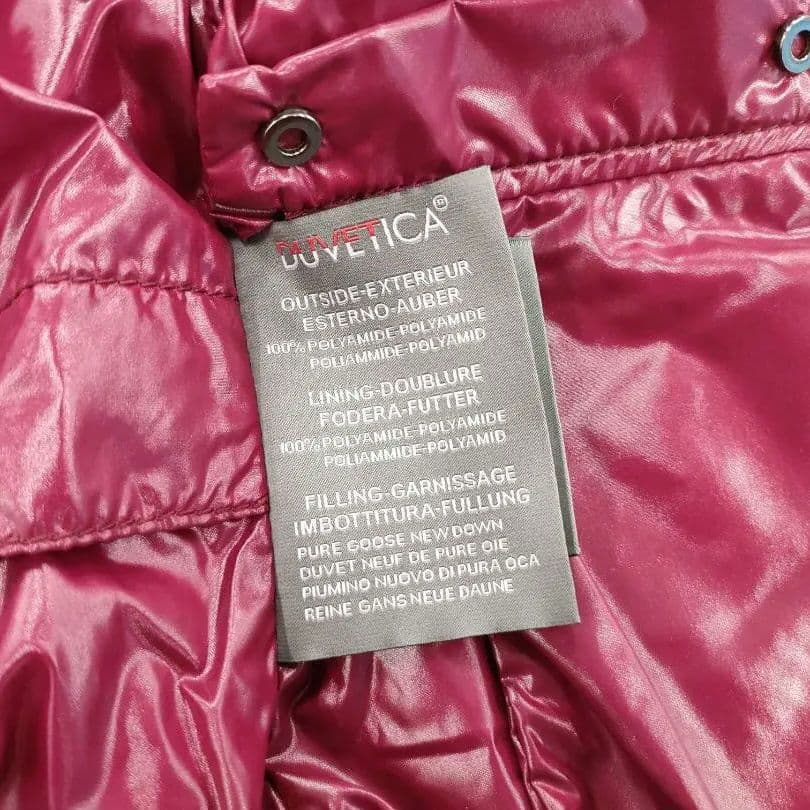 DUVETICA®
OUTSIDE-EXTERIEUR
ESTERNO-AUBER
100% POLYAMIDE-POLYAMIDE
POLIAMMIDE-POLYAMID
LINING-DOUBLURE
FODERA-FUTTER
100% POLYAMIDE-POLYAMIDE
POLIAMMIDE-POLYAMID
FILLING-GARNISSAGE
IMBOTTITURA-FULLUNG
PURE GOOSE NEW DOWN
DUVET NEUF DE PURE OIE
PIUMINO NUOVO DI PURA OCA
REINE GANS NEUE DAUNE